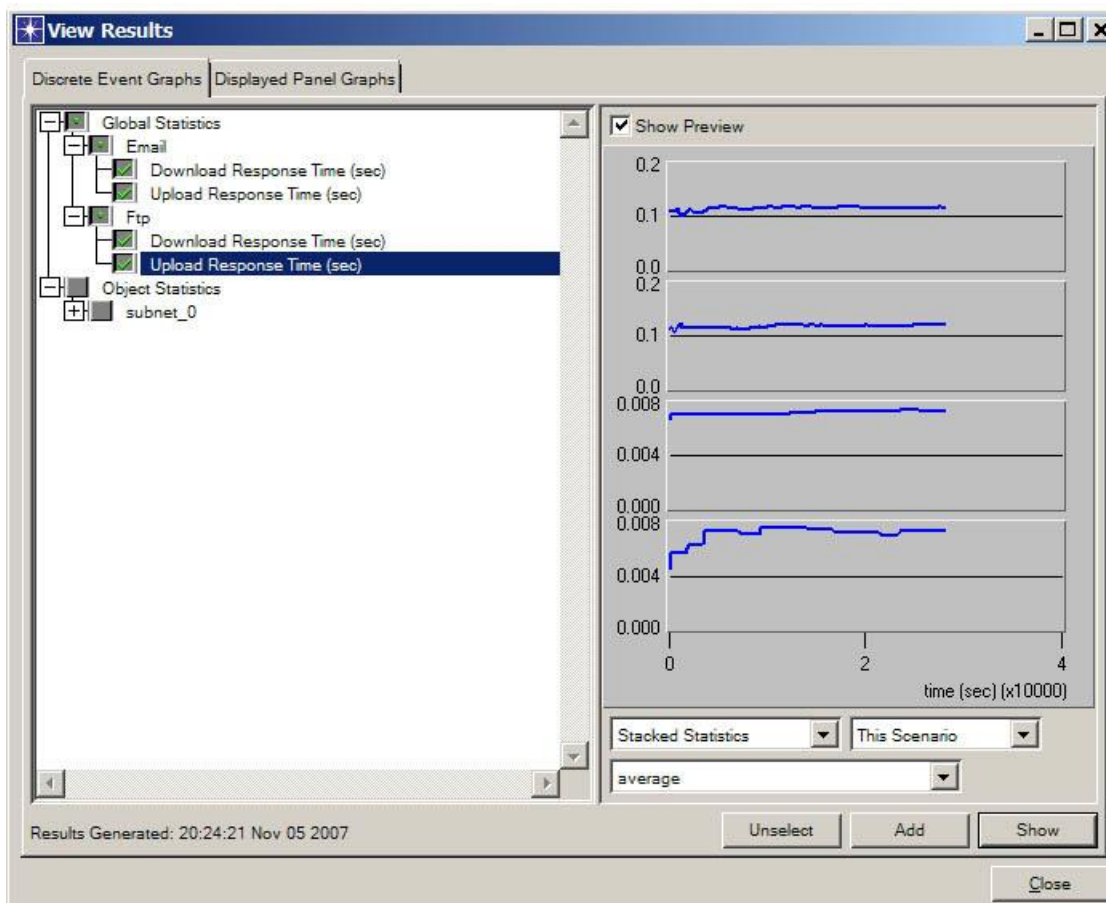 View Results
Discrete Event Graphs
Displayed Panel Graphs
Global Statistics
Email
Download Response Time (sec)
Upload Response Time (sec)
Ftp
Download Response Time (sec)
Upload Response Time (sec)
Object Statistics
subnet_0
Show Preview
0.2
0.1
0.0
0.2
0.1
0.0
0.008
0.004
0.000
0.008
0.004
0.000
0 2 4
time (sec) (x10000)
Stacked Statistics
This Scenario
average
Results Generated: 20:24:21 Nov 05 2007
Unselect
Add
Show
Close